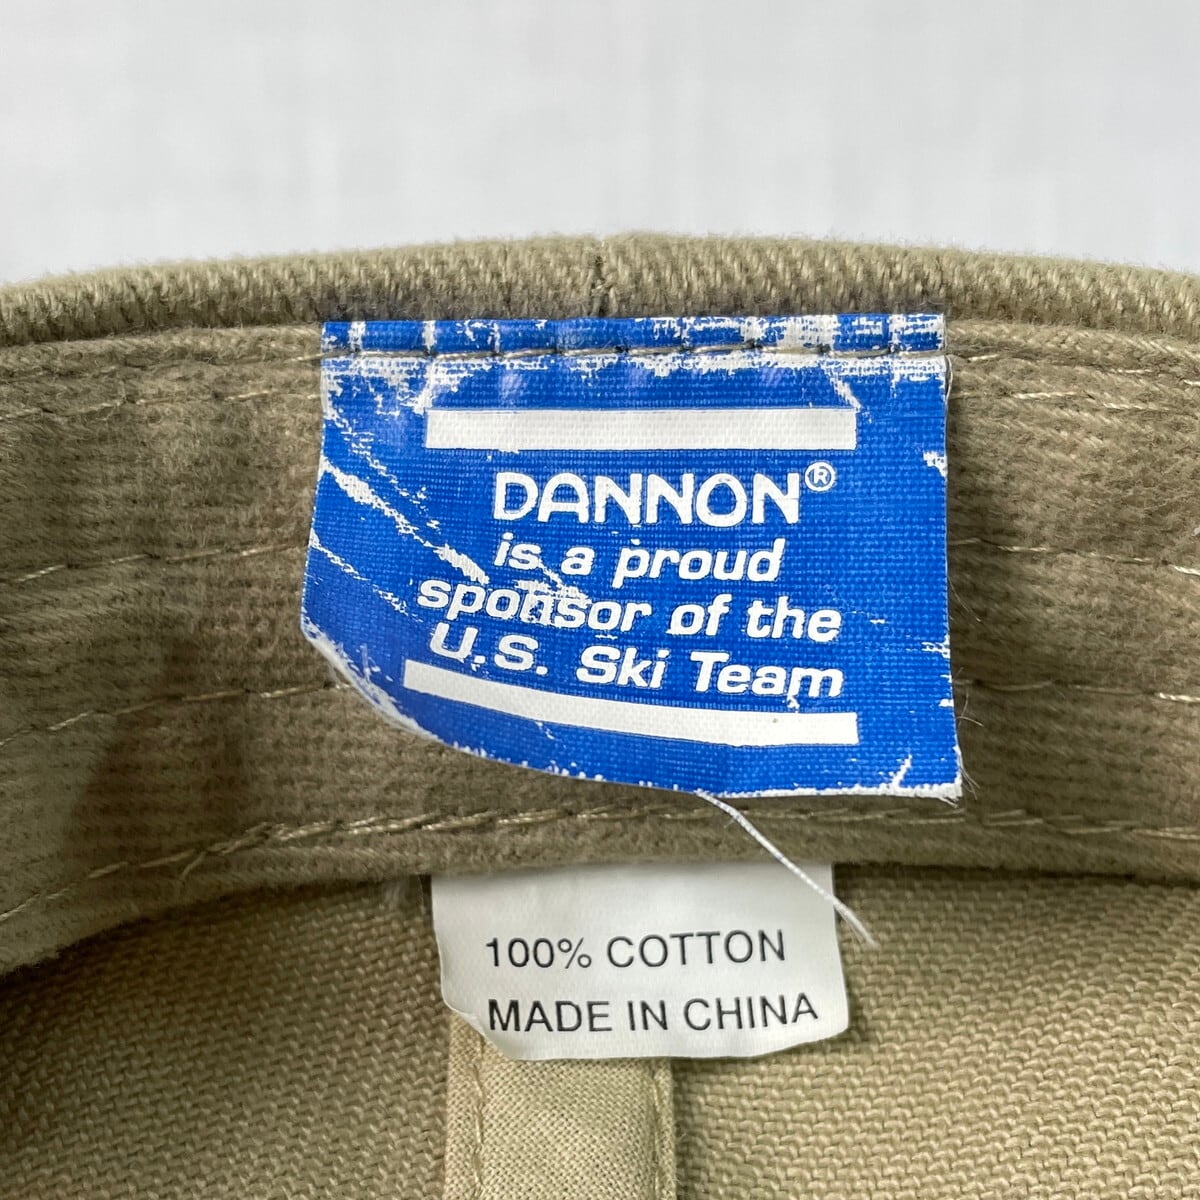 DANNON®
is a proud
sponsor of the
U.S. Ski Team
100% COTTON
MADE IN CHINA